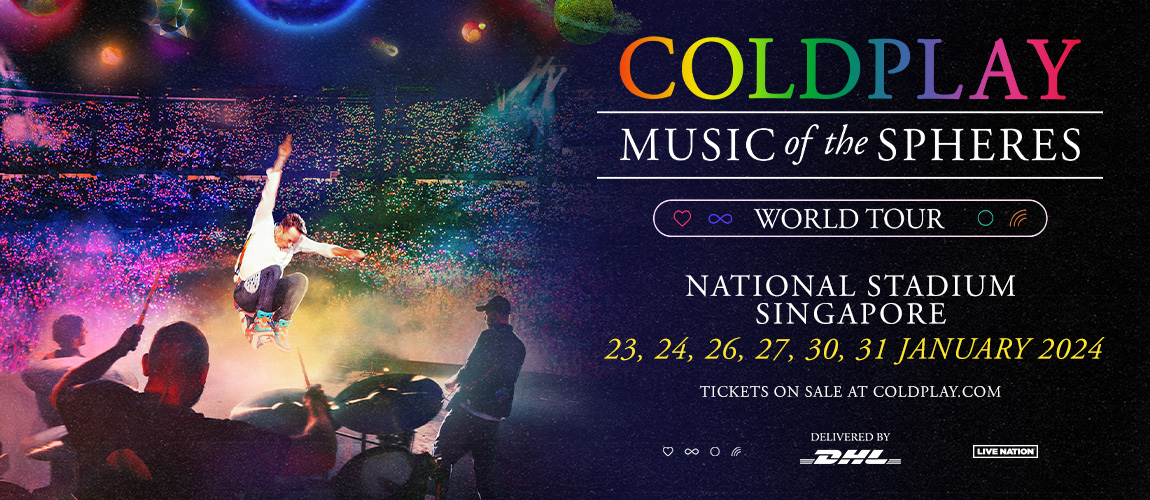 COLDPLAY
MUSIC of the SPHERES
WORLD TOUR
NATIONAL STADIUM
SINGAPORE
23, 24, 26, 27, 30, 31 JANUARY 2024
TICKETS ON SALE AT COLDPLAY.COM
DELIVERED BY
DHL
LIVE NATION